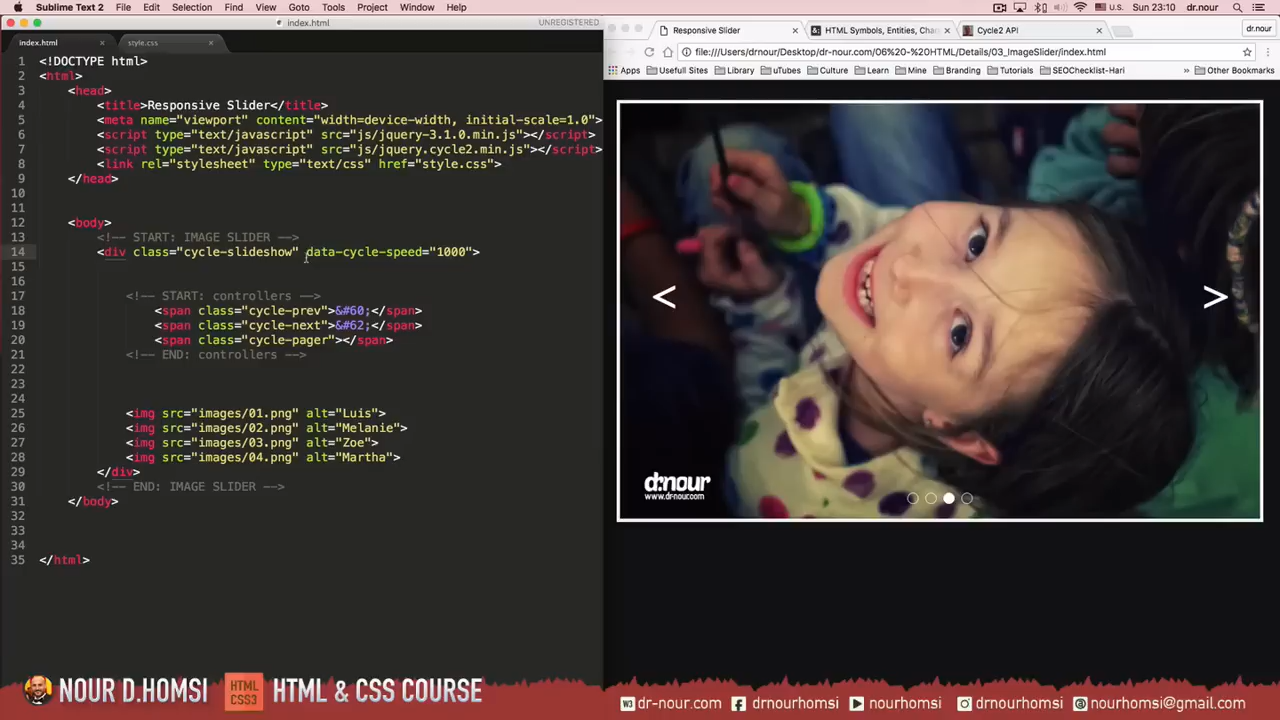 Sublime Text 2 File Edit Selection Find View Goto Tools Project Window Help
U.S. Sun 23:10 dr.nour
index.html
UNREGISTERED
index.html × style.css ×
1 <!DOCTYPE html>
2 <html>
3 <head>
4 <title>Responsive Slider</title>
5 <meta name="viewport" content="width=device-width, initial-scale=1.0">
6 <script type="text/javascript" src="js/jquery-3.1.0.min.js"></script>
7 <script type="text/javascript" src="js/jquery.cycle2.min.js"></script>
8 <link rel="stylesheet" type="text/css" href="style.css">
9 </head>
10
11
12 <body>
13 <!-- START: IMAGE SLIDER -->
14 <div class="cycle-slideshow" data-cycle-speed="1000">
15
16
17 <!-- START: controllers -->
18 <span class="cycle-prev">&#60;</span>
19 <span class="cycle-next">&#62;</span>
20 <span class="cycle-pager"></span>
21 <!-- END: controllers -->
22
23
24
25 <img src="images/01.png" alt="Luis">
26 <img src="images/02.png" alt="Melanie">
27 <img src="images/03.png" alt="Zoe">
28 <img src="images/04.png" alt="Martha">
29 </div>
30 <!-- END: IMAGE SLIDER -->
31 </body>
32
33
34
35 </html>
Responsive Slider × HTML Symbols, Entities, Char × Cycle2 API × dr.nour
file:///Users/drnour/Desktop/dr-nour.com/06%20-%20HTML/Details/03_ImageSlider/index.html
Apps Usefull Sites Library uTubes Culture Learn Mine Branding Tutorials SEOChecklist-Hari » Other Bookmarks
< >
d:nour
www.dr-nour.com
NOUR D.HOMSI HTML CSS3 HTML & CSS COURSE
W3 dr-nour.com drnourhomsi nourhomsi drnourhomsi @ nourhomsi@gmail.com